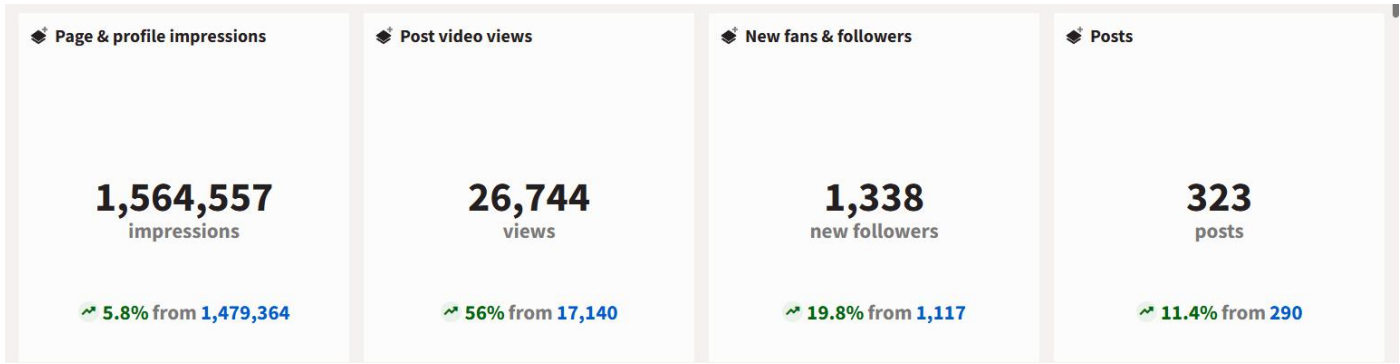 Page & profile impressions
1,564,557
impressions
5.8% from 1,479,364
Post video views
26,744
views
56% from 17,140
New fans & followers
1,338
new followers
19.8% from 1,117
Posts
323
posts
11.4% from 290